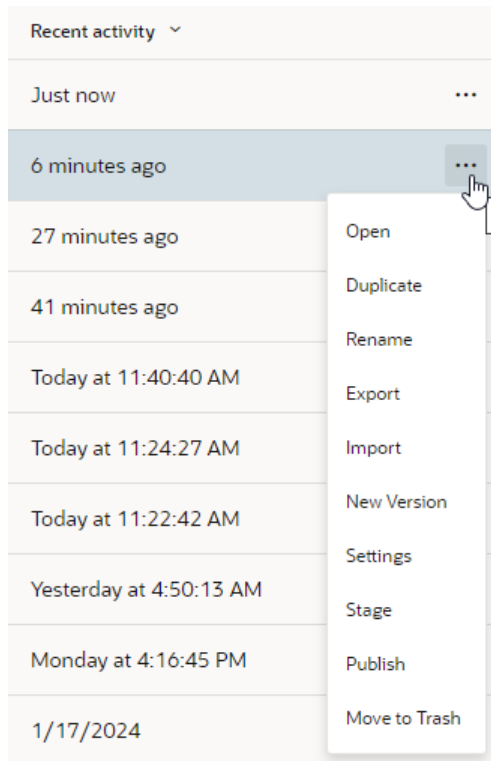 Recent activity
Just now
6 minutes ago
27 minutes ago
41 minutes ago
Today at 11:40:40 AM
Today at 11:24:27 AM
Today at 11:22:42 AM
Yesterday at 4:50:13 AM
Monday at 4:16:45 PM
1/17/2024
Open
Duplicate
Rename
Export
Import
New Version
Settings
Stage
Publish
Move to Trash